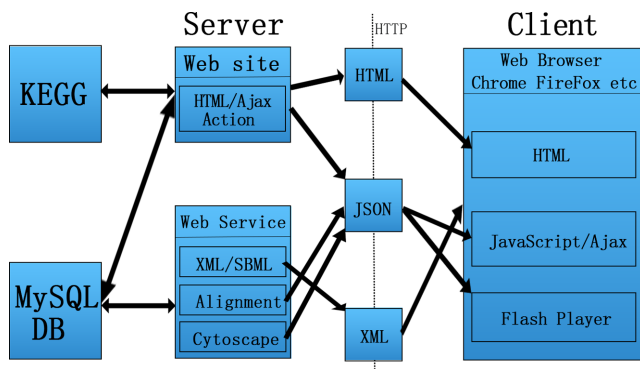 Server
HTTP
Client
KEGG
Web site
HTML/Ajax
Action
HTML
Web Browser
Chrome FireFox etc
HTML
JSON
Web Service
XML/SBML
Alignment
Cytoscape
JavaScript/Ajax
MySQL
DB
XML
Flash Player